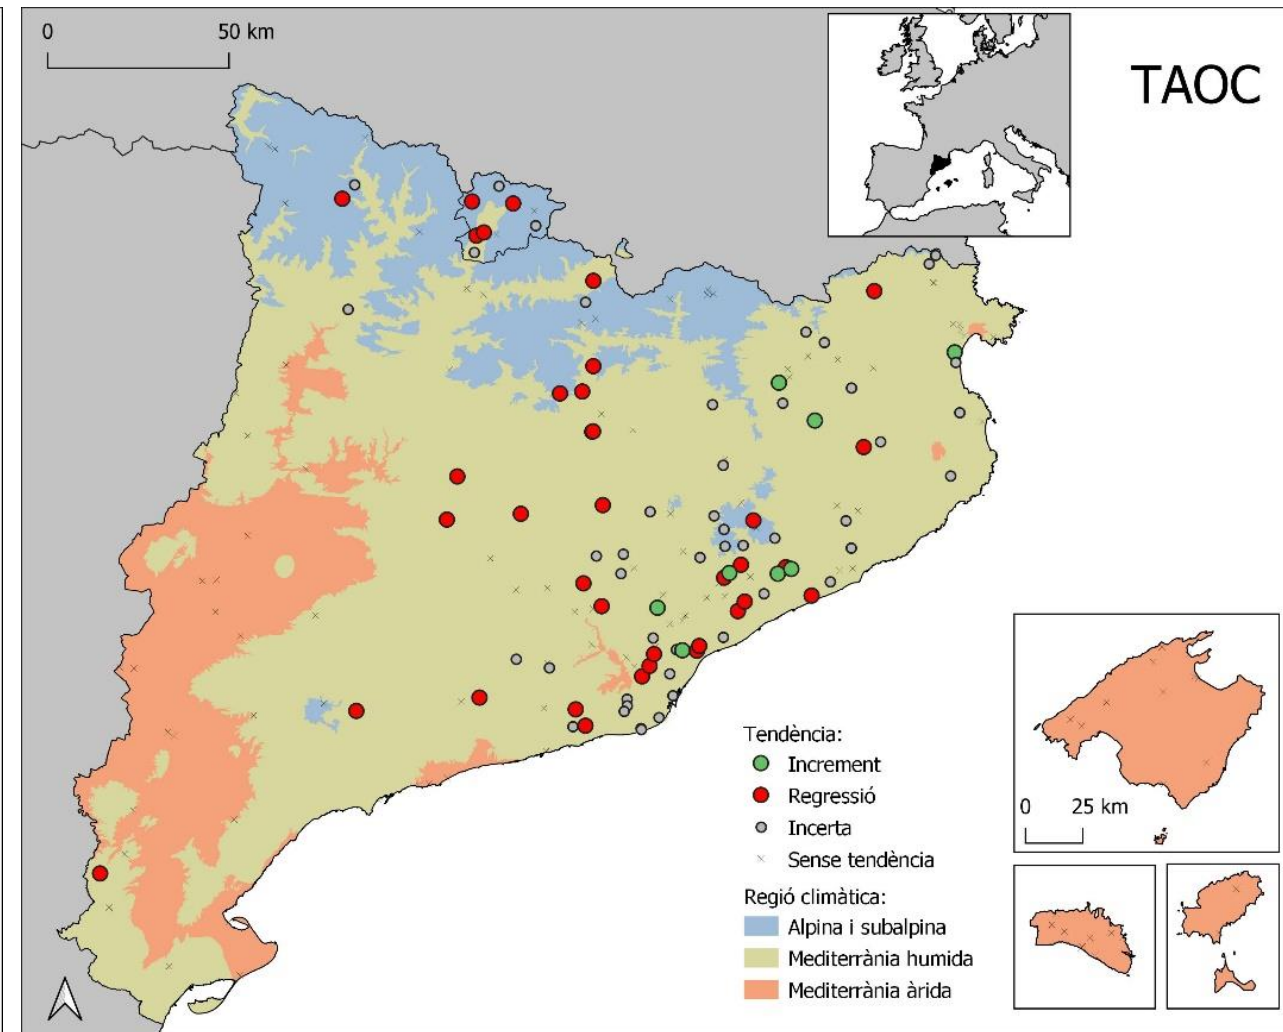 0 50 km
TAOC
Tendència:
Increment
Regressió
Incerta
Sense tendència
Regió climàtica:
Alpina i subalpina
Mediterrània humida
Mediterrània àrida
0 25 km